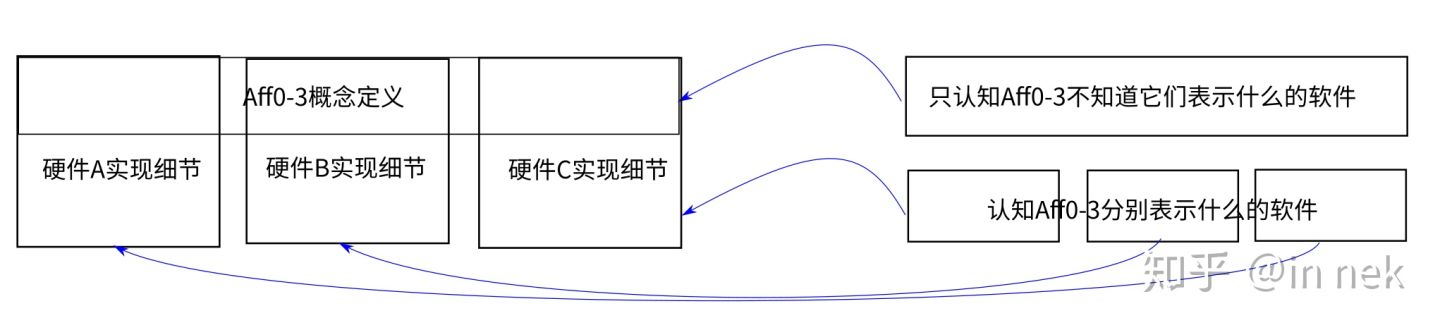 Aff0-3概念定义
只认知Aff0-3不知道它们表示什么的软件
硬件A实现细节
硬件B实现细节
硬件C实现细节
认知Aff0-3分别表示什么的软件
知乎 @in nek